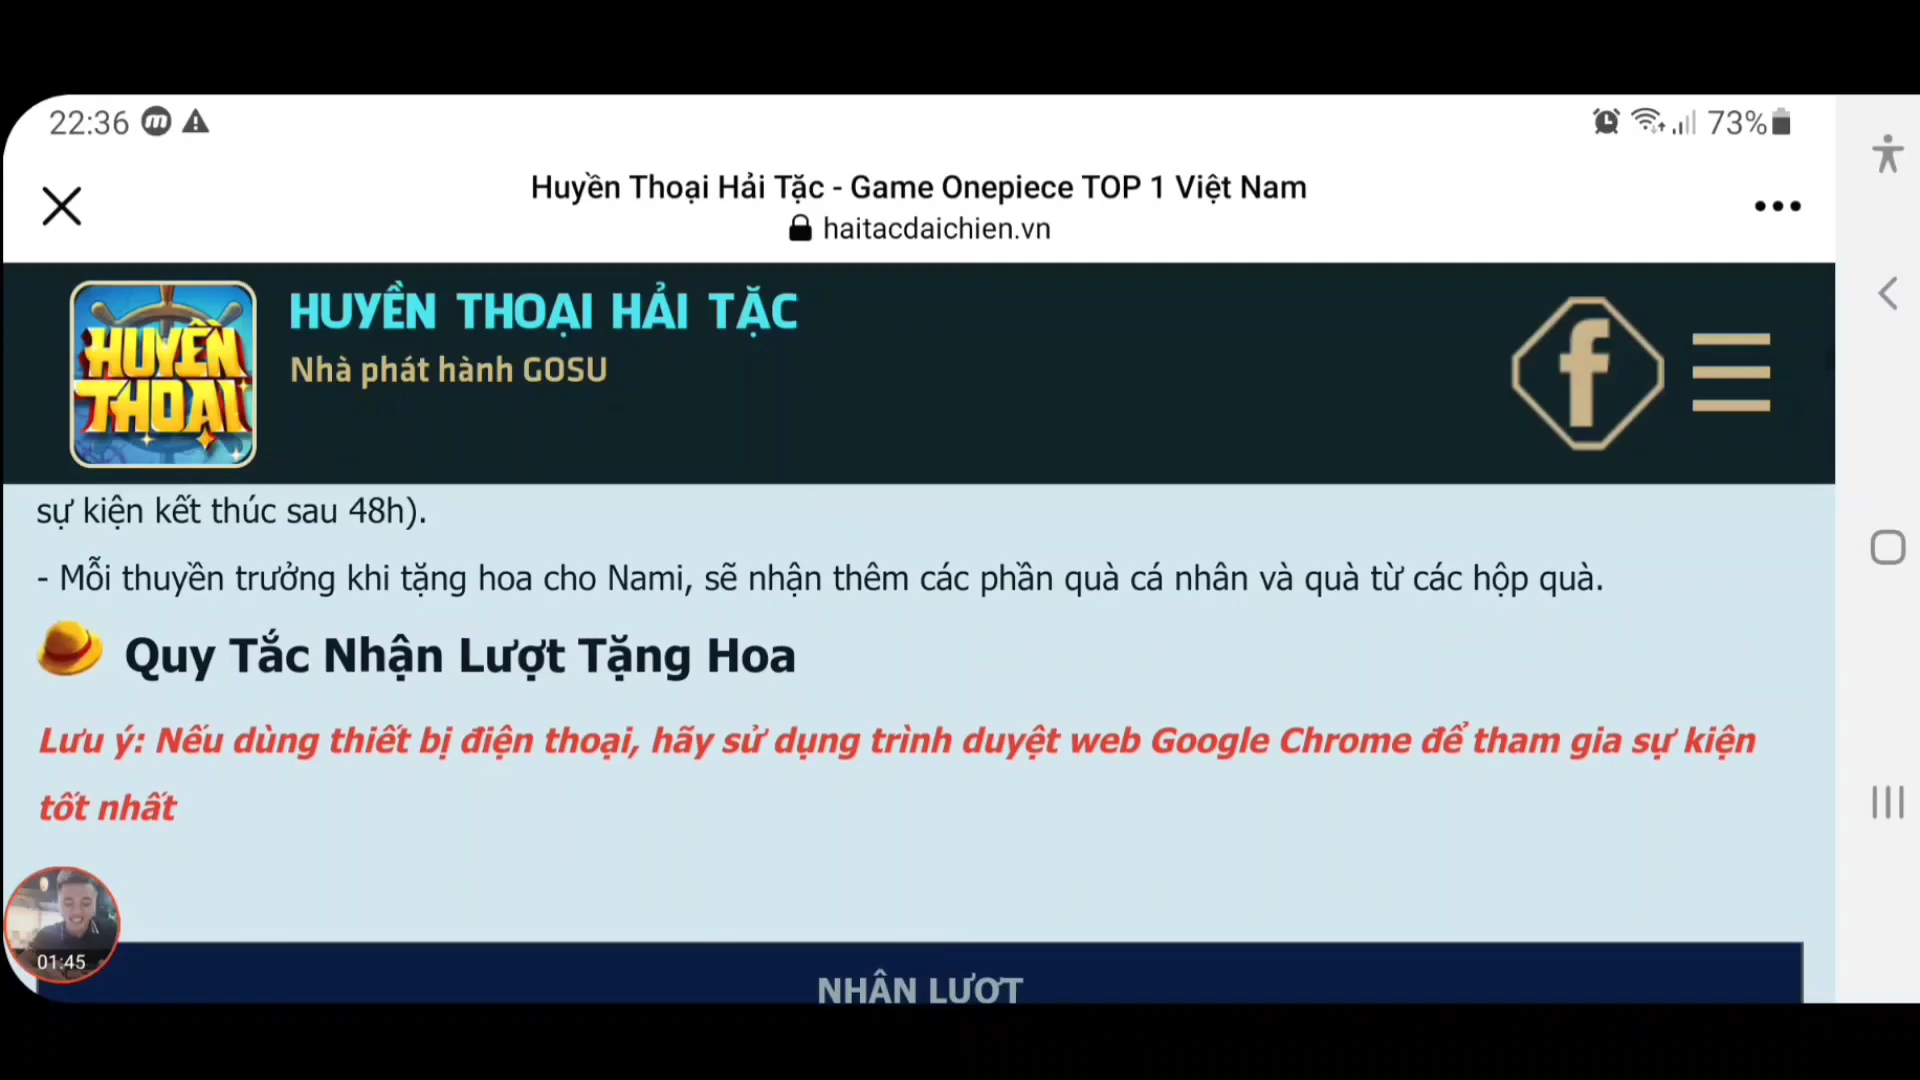 22:36
73%
Huyền Thoại Hải Tặc - Game Onepiece TOP 1 Việt Nam
haitacdaichien.vn
HUYỀN THOẠI
HUYỀN THOẠI HẢI TẶC
Nhà phát hành GOSU
sự kiện kết thúc sau 48h).
- Mỗi thuyền trưởng khi tặng hoa cho Nami, sẽ nhận thêm các phần quà cá nhân và quà từ các hộp quà.
Quy Tắc Nhận Lượt Tặng Hoa
Lưu ý: Nếu dùng thiết bị điện thoại, hãy sử dụng trình duyệt web Google Chrome để tham gia sự kiện
tốt nhất
01:45
NHẬN LƯỢT